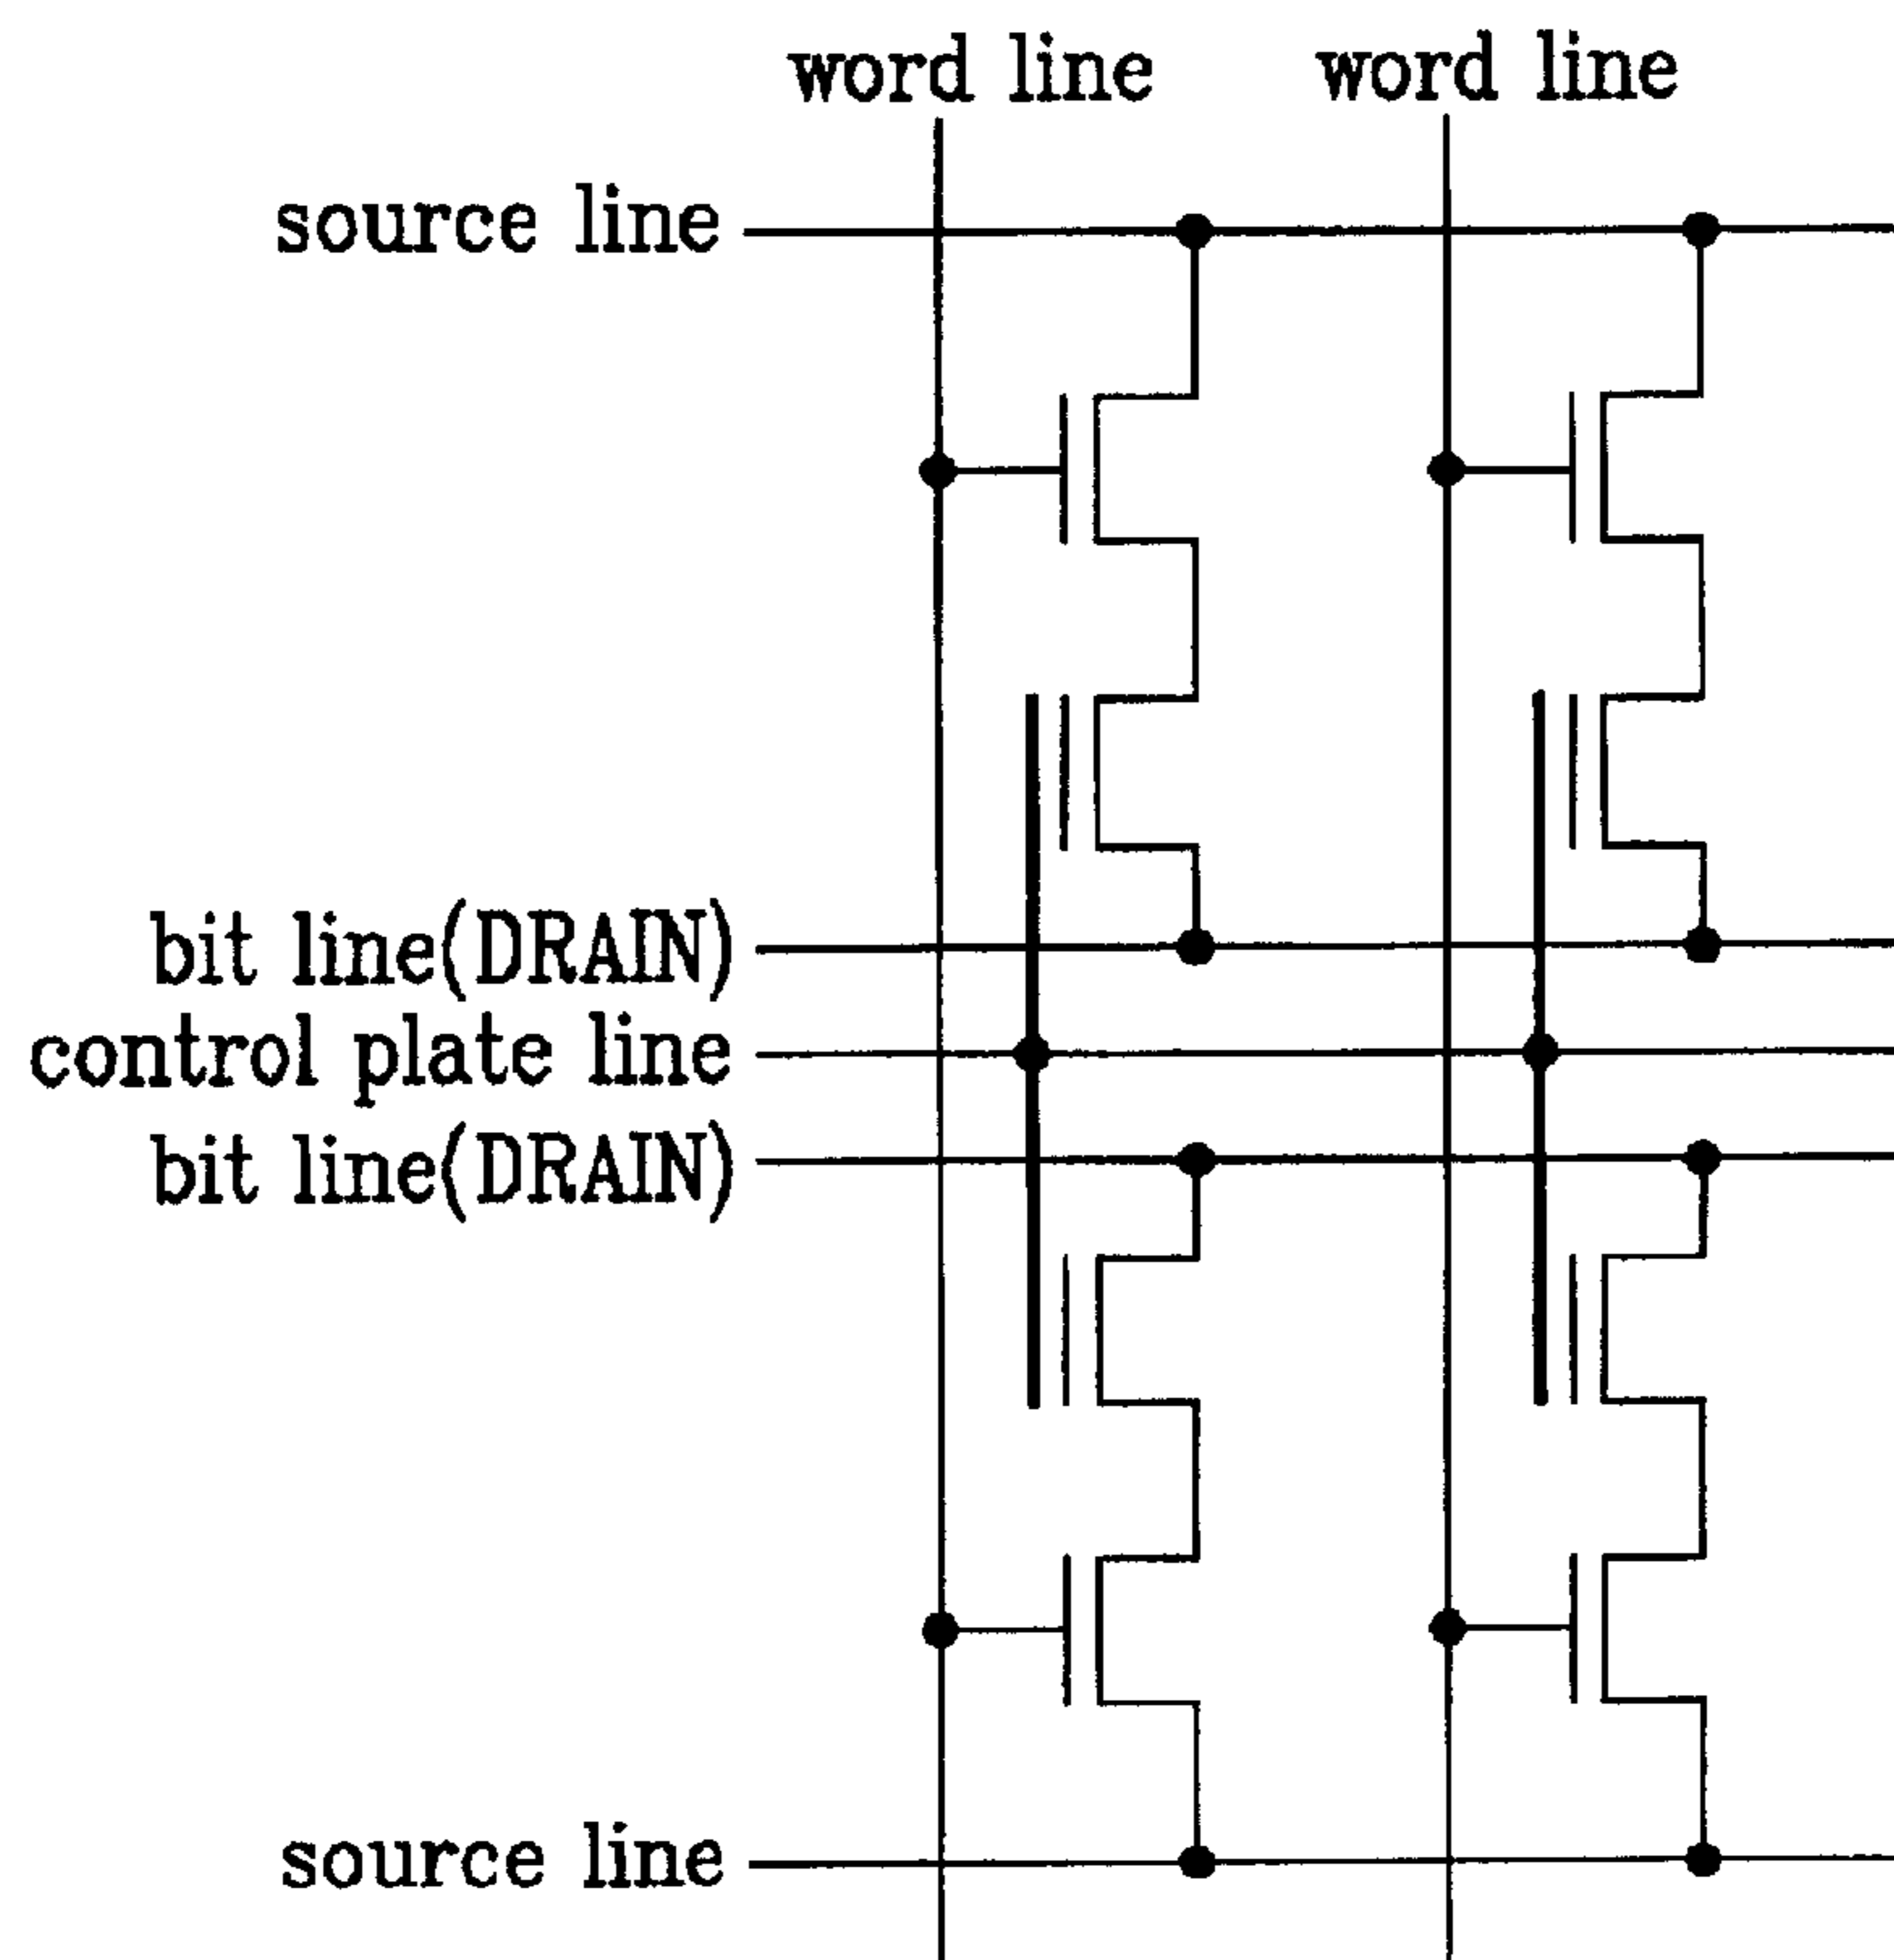 word line word line
source line
bit line(DRAIN)
control plate line
bit line(DRAIN)
source line